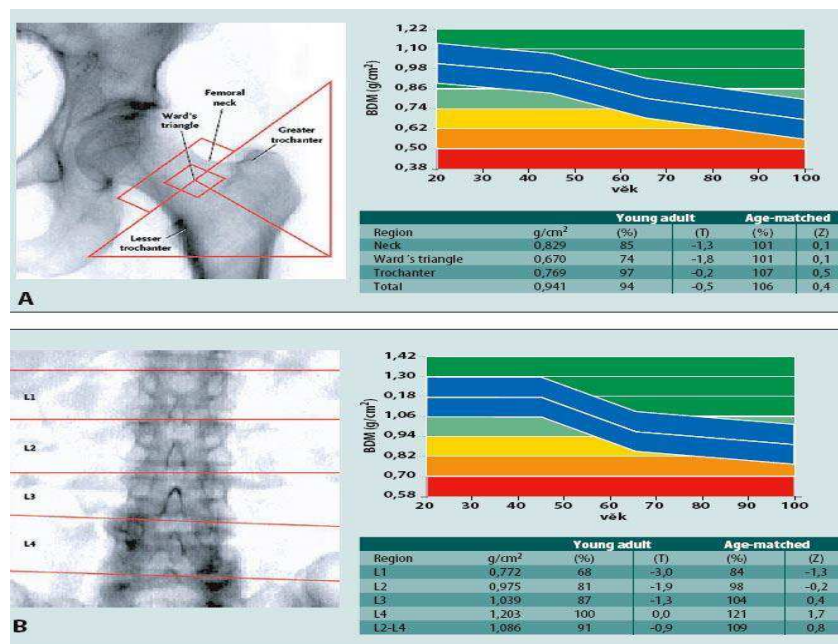 Femoral
neck
Ward's
triangle
Greater
trochanter
Lesser
trochanter
A
BDM (g/cm²)
1,22
1,10
0,98
0,86
0,74
0,62
0,50
0,38
20 30 40 50 60 70 80 90 100
věk
Young adult Age-matched
Region g/cm² (%) (T) (%) (Z)
Neck 0,829 85 -1,3 101 0,1
Ward 's triangle 0,670 74 -1,8 101 0,1
Trochanter 0,769 97 -0,2 107 0,5
Total 0,941 94 -0,5 106 0,4
L1
L2
L3
L4
B
BDM (g/cm²)
1,42
1,30
0,18
1,06
0,94
0,82
0,70
0,58
20 30 40 50 60 70 80 90 100
věk
Young adult Age-matched
Region g/cm² (%) (T) (%) (Z)
L1 0,772 68 -3,0 84 -1,3
L2 0,975 81 -1,9 98 -0,2
L3 1,039 87 -1,3 104 0,4
L4 1,203 100 0,0 121 1,7
L2-L4 1,086 91 -0,9 109 0,8